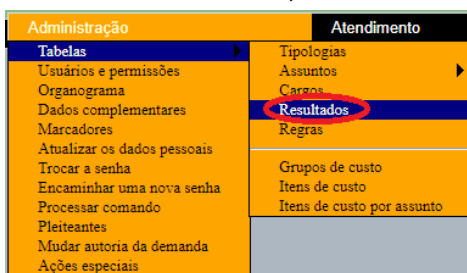 Administração
Atendimento
Tabelas
Usuários e permissões
Organograma
Dados complementares
Marcadores
Atualizar os dados pessoais
Trocar a senha
Encaminhar uma nova senha
Processar comando
Pleiteantes
Mudar autoria da demanda
Ações especiais
Tipologias
Assuntos
Cargos
Resultados
Regras
Grupos de custo
Itens de custo
Itens de custo por assunto